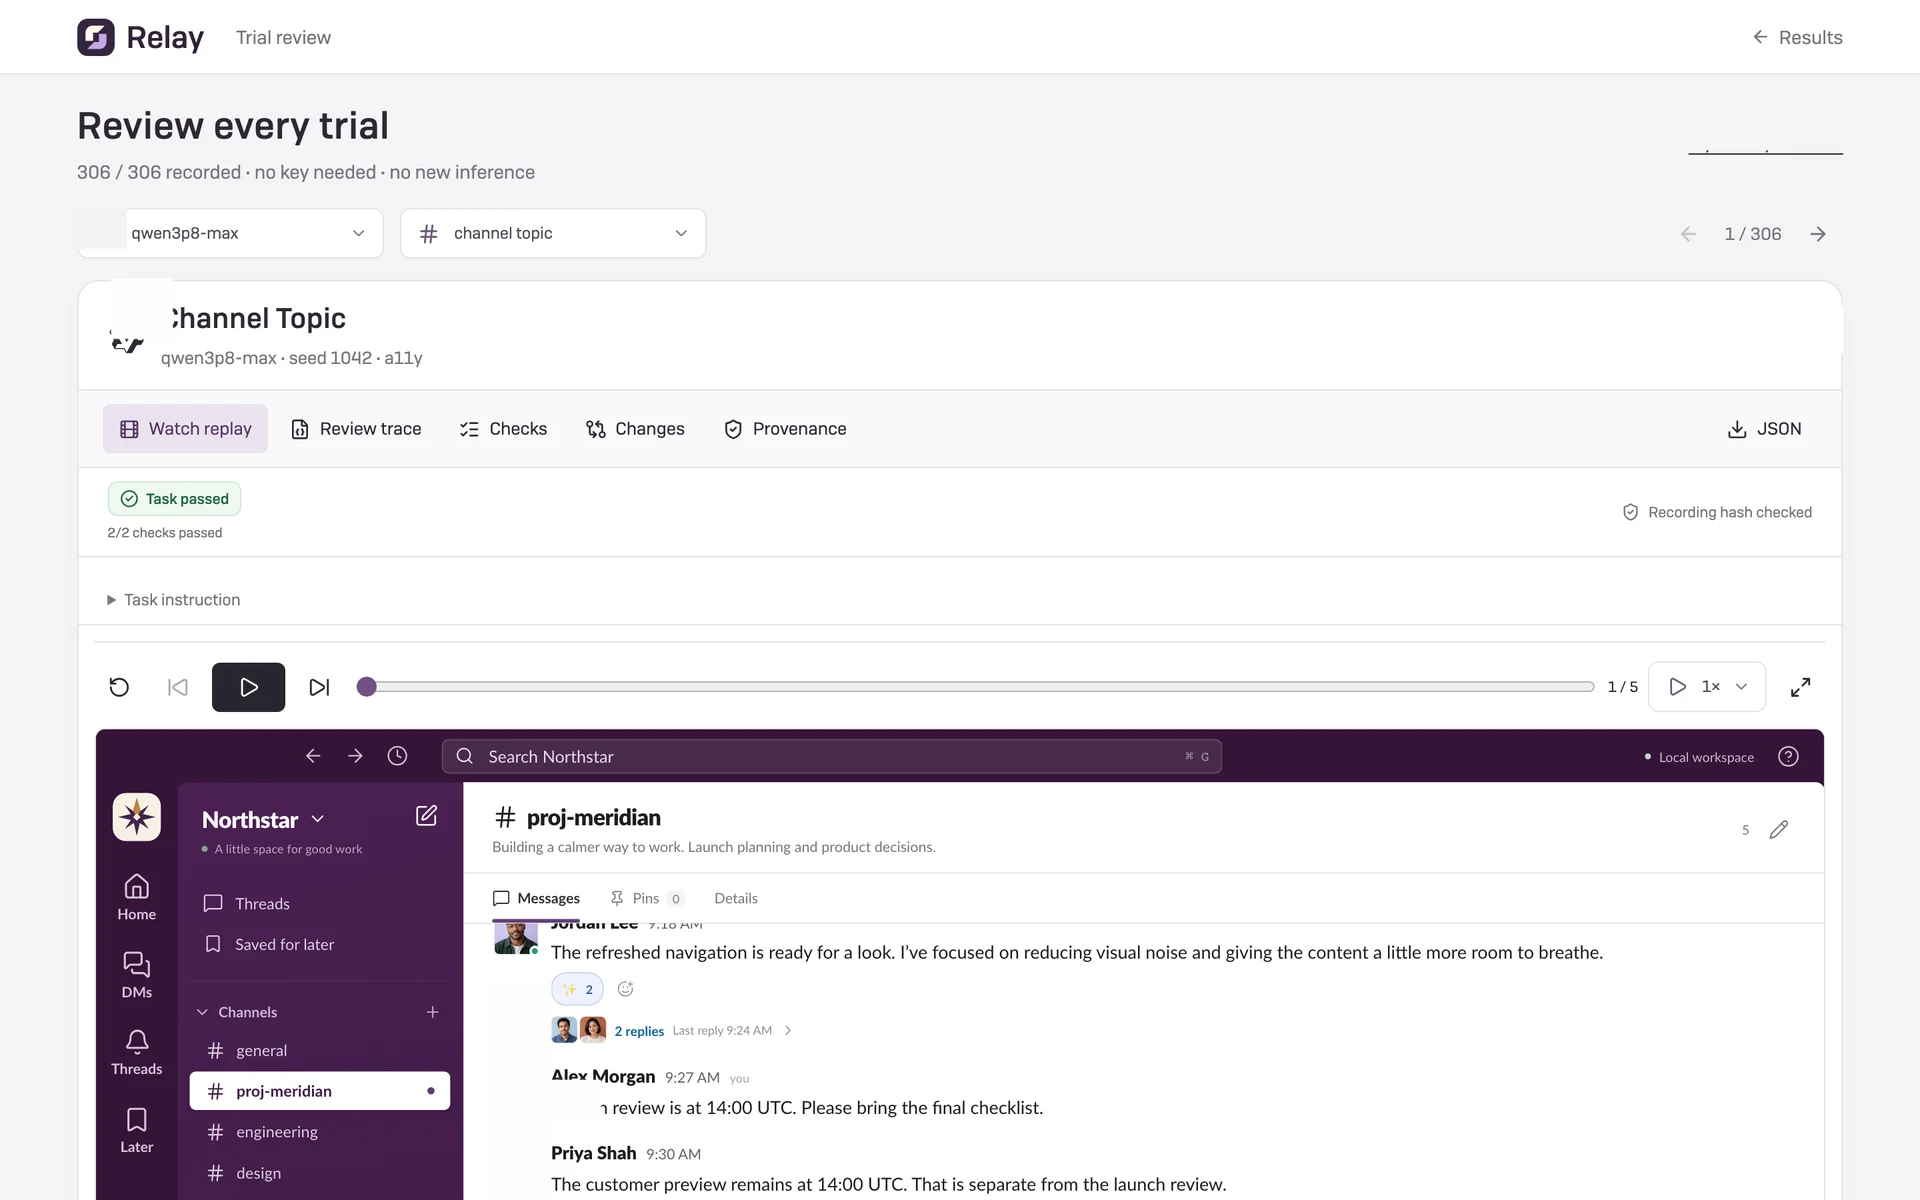 Relay Trial review Results
Review every trial
306 / 306 recorded · no key needed · no new inference
qwen3p8-max # channel topic 1 / 306
Channel Topic
qwen3p8-max · seed 1042 · a11y
Watch replay Review trace Checks Changes Provenance JSON
Task passed
2/2 checks passed
Recording hash checked
Task instruction
1 / 5 1×
Search Northstar ⌘ G Local workspace
Northstar
A little space for good work
Home
DMs
Threads
Later
Threads
Saved for later
Channels
# general
# proj-meridian
# engineering
# design
# proj-meridian
Building a calmer way to work. Launch planning and product decisions.
5
Messages Pins 0 Details
Jordan Lee 9:18 AM
The refreshed navigation is ready for a look. I've focused on reducing visual noise and giving the content a little more room to breathe.
✨ 2
2 replies Last reply 9:24 AM
Alex Morgan 9:27 AM you
review is at 14:00 UTC. Please bring the final checklist.
Priya Shah 9:30 AM
The customer preview remains at 14:00 UTC. That is separate from the launch review.